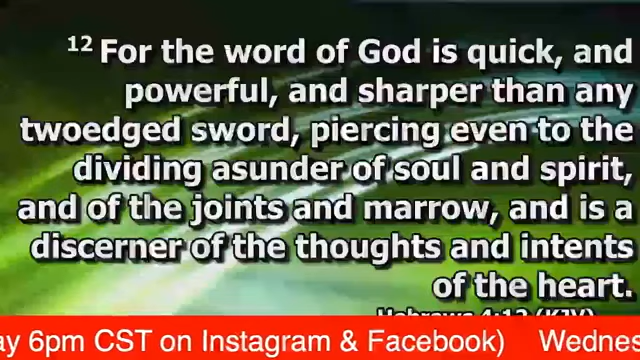 12 For the word of God is quick, and
powerful, and sharper than any
twoedged sword, piercing even to the
dividing asunder of soul and spirit,
and of the joints and marrow, and is a
discerner of the thoughts and intents
of the heart.
Hebrews 4:12 (KJV)
ay 6pm CST on Instagram & Facebook) Wednes